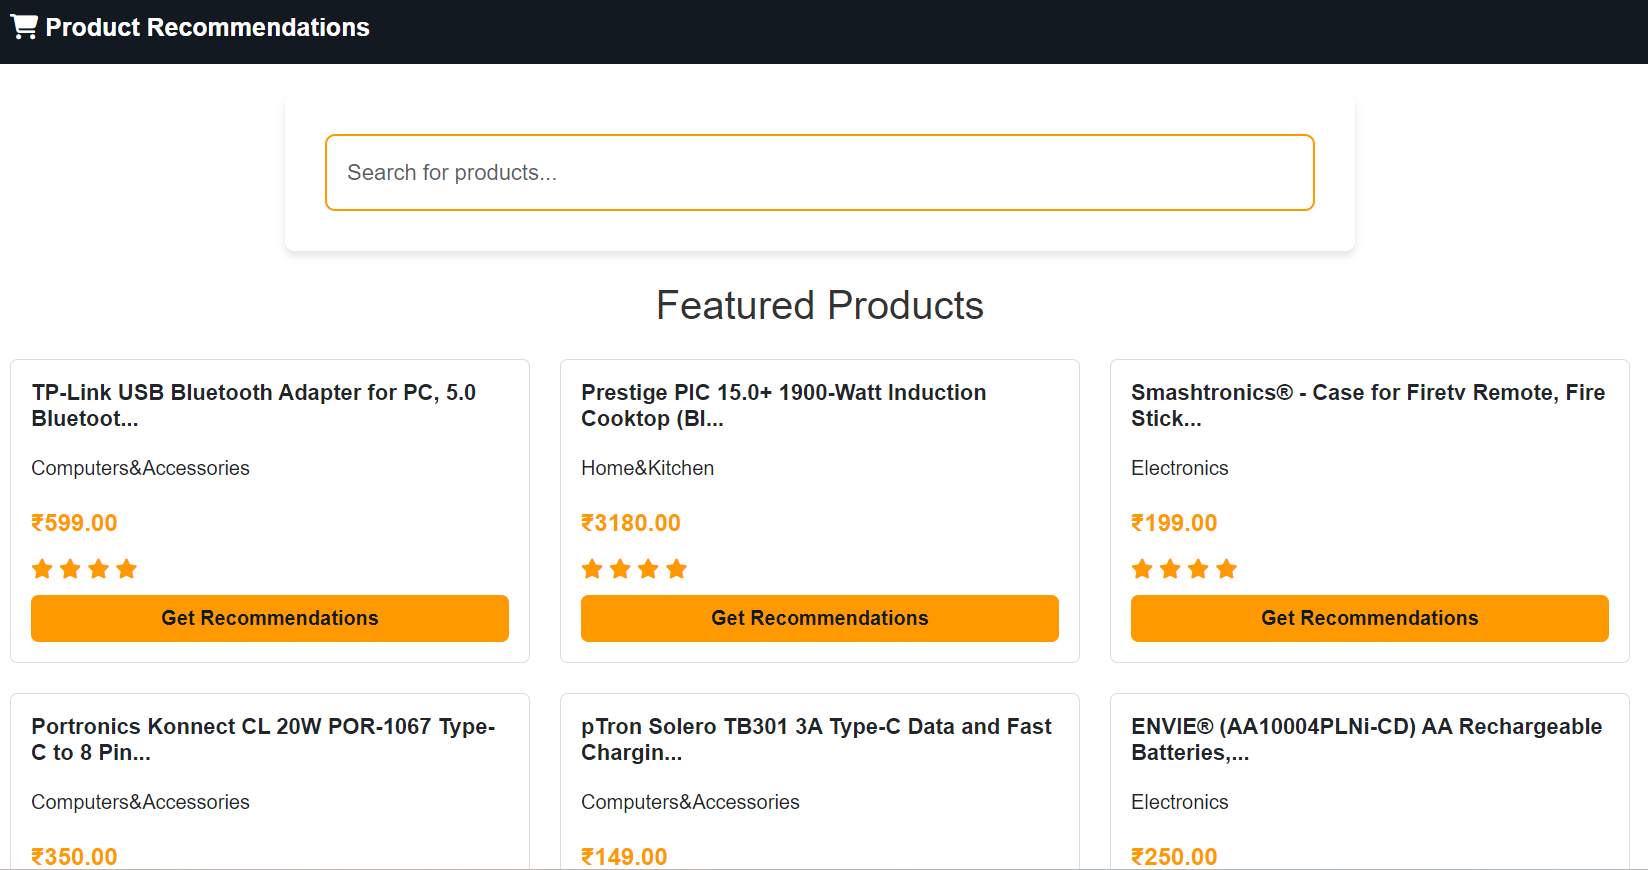 Product Recommendations
Search for products...
Featured Products
TP-Link USB Bluetooth Adapter for PC, 5.0
Bluetoot...
Computers&Accessories
₹599.00
Get Recommendations
Prestige PIC 15.0+ 1900-Watt Induction
Cooktop (Bl...
Home&Kitchen
₹3180.00
Get Recommendations
Smashtronics® - Case for Firetv Remote, Fire
Stick...
Electronics
₹199.00
Get Recommendations
Portronics Konnect CL 20W POR-1067 Type-
C to 8 Pin...
Computers&Accessories
₹350.00
pTron Solero TB301 3A Type-C Data and Fast
Chargin...
Computers&Accessories
₹149.00
ENVIE® (AA10004PLNi-CD) AA Rechargeable
Batteries,...
Electronics
₹250.00